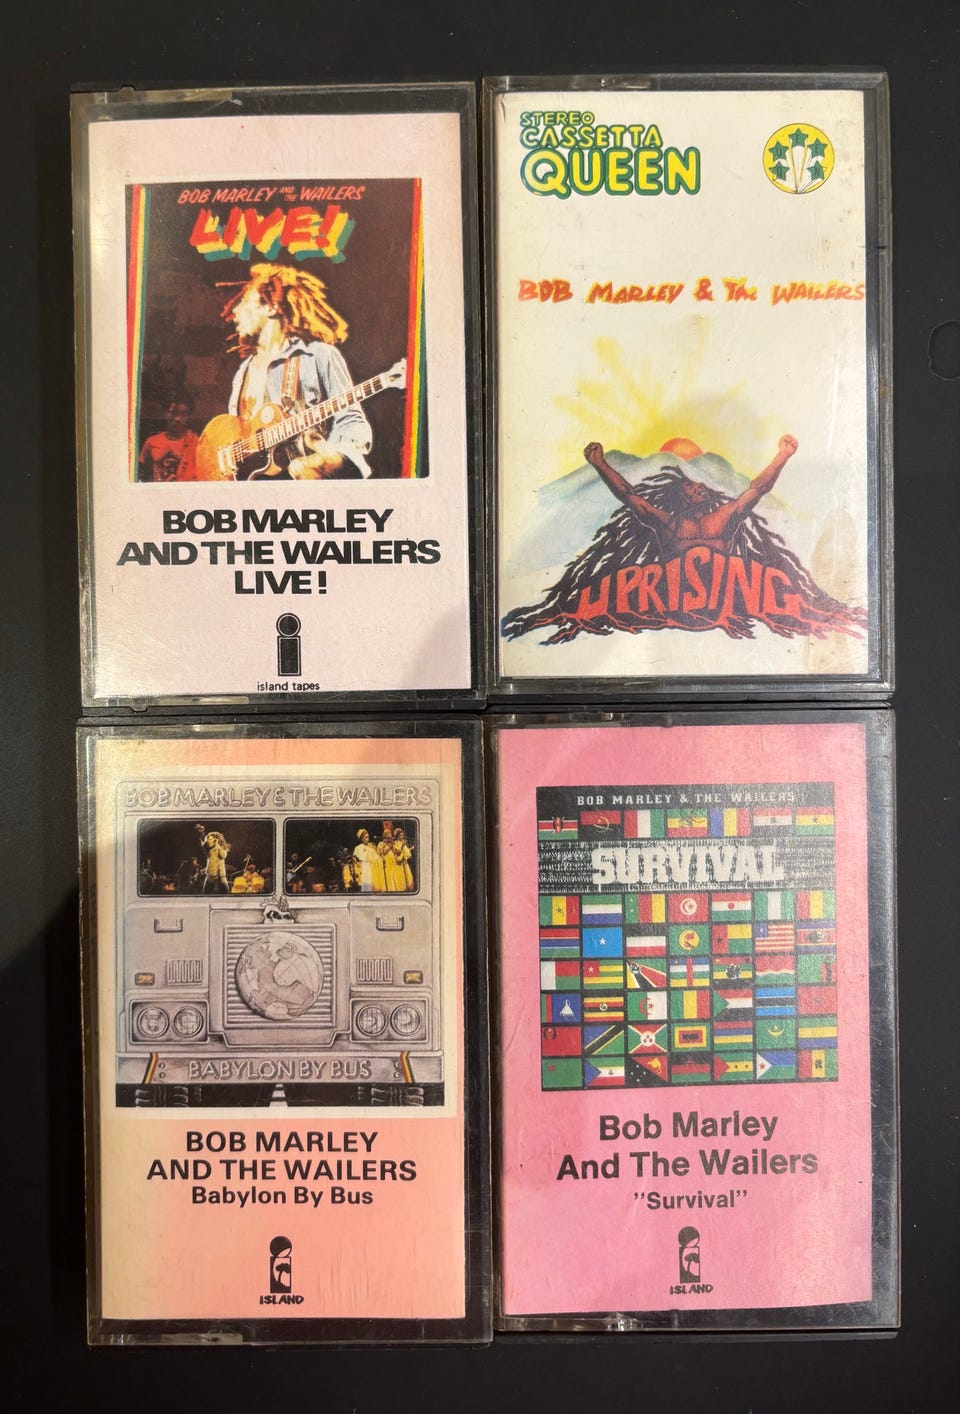 BOB MARLEY AND THE WAILERS
LIVE!
BOB MARLEY
AND THE WAILERS
LIVE!
island tapes
STEREO
CASSETTA
QUEEN
BOB MARLEY & The WAILERS
UPRISING
BOB MARLEY & THE WAILERS
BABYLON BY BUS
BOB MARLEY
AND THE WAILERS
Babylon By Bus
ISLAND
BOB MARLEY & THE WAILERS
SURVIVAL
Bob Marley
And The Wailers
"Survival"
ISLAND